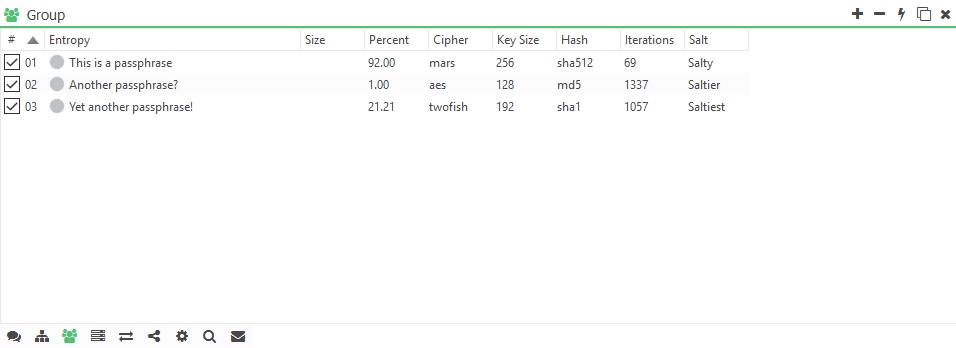 Group
# Entropy Size Percent Cipher Key Size Hash Iterations Salt
01 This is a passphrase 92.00 mars 256 sha512 69 Salty
02 Another passphrase? 1.00 aes 128 md5 1337 Saltier
03 Yet another passphrase! 21.21 twofish 192 sha1 1057 Saltiest